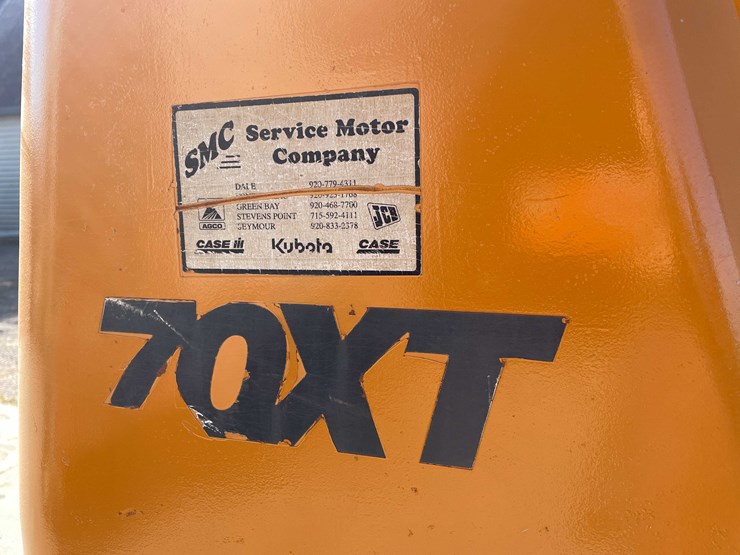 SMC Service Motor
Company
DALE 920-779-4311
GREEN BAY 920-468-7700
AGCO STEVENS POINT 715-592-4111 JCB
SEYMOUR 920-833-2378
CASE IH Kubota CASE
70XT